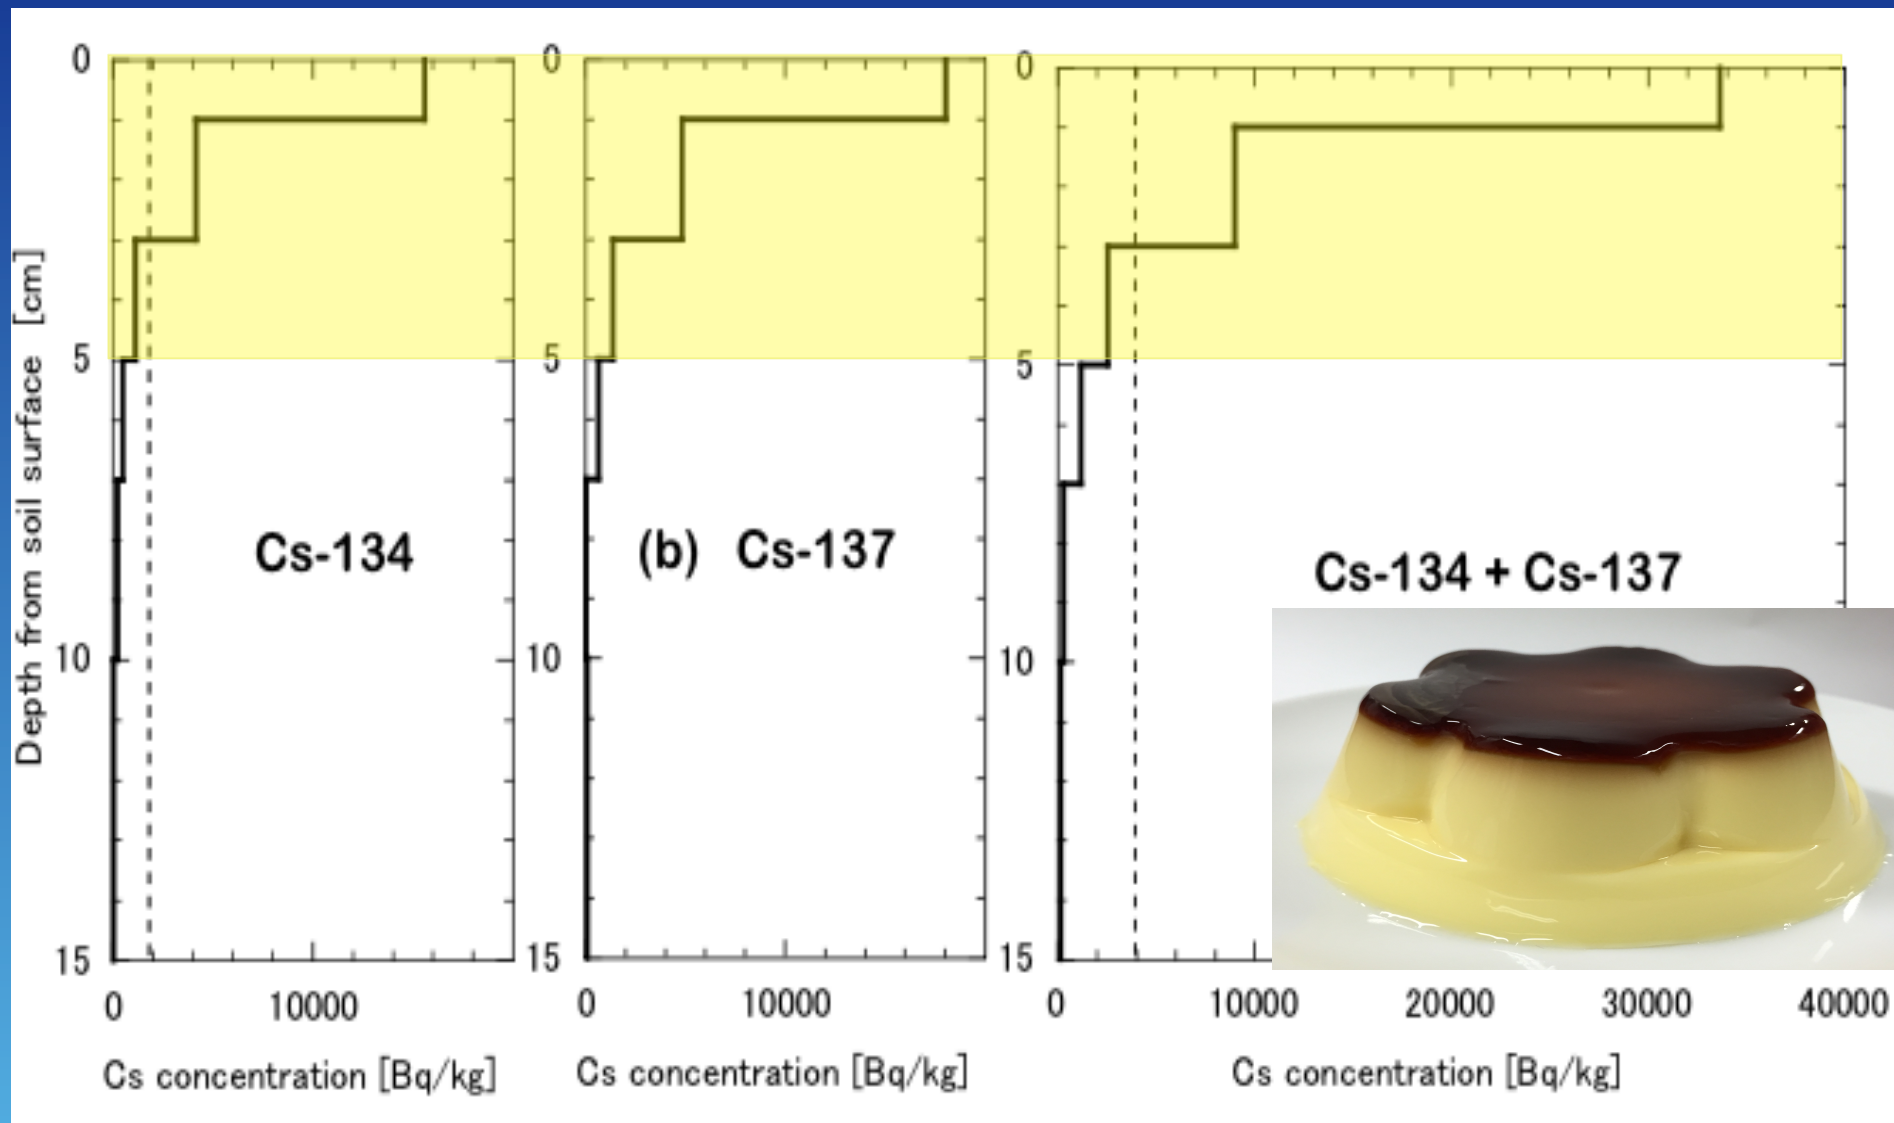 Depth from soil surface [cm]
0
5
10
15
Cs-134
0 10000
Cs concentration [Bq/kg]
0
5
10
15
(b) Cs-137
0 10000
Cs concentration [Bq/kg]
0
5
10
15
Cs-134 + Cs-137
0 10000 20000 30000 40000
Cs concentration [Bq/kg]